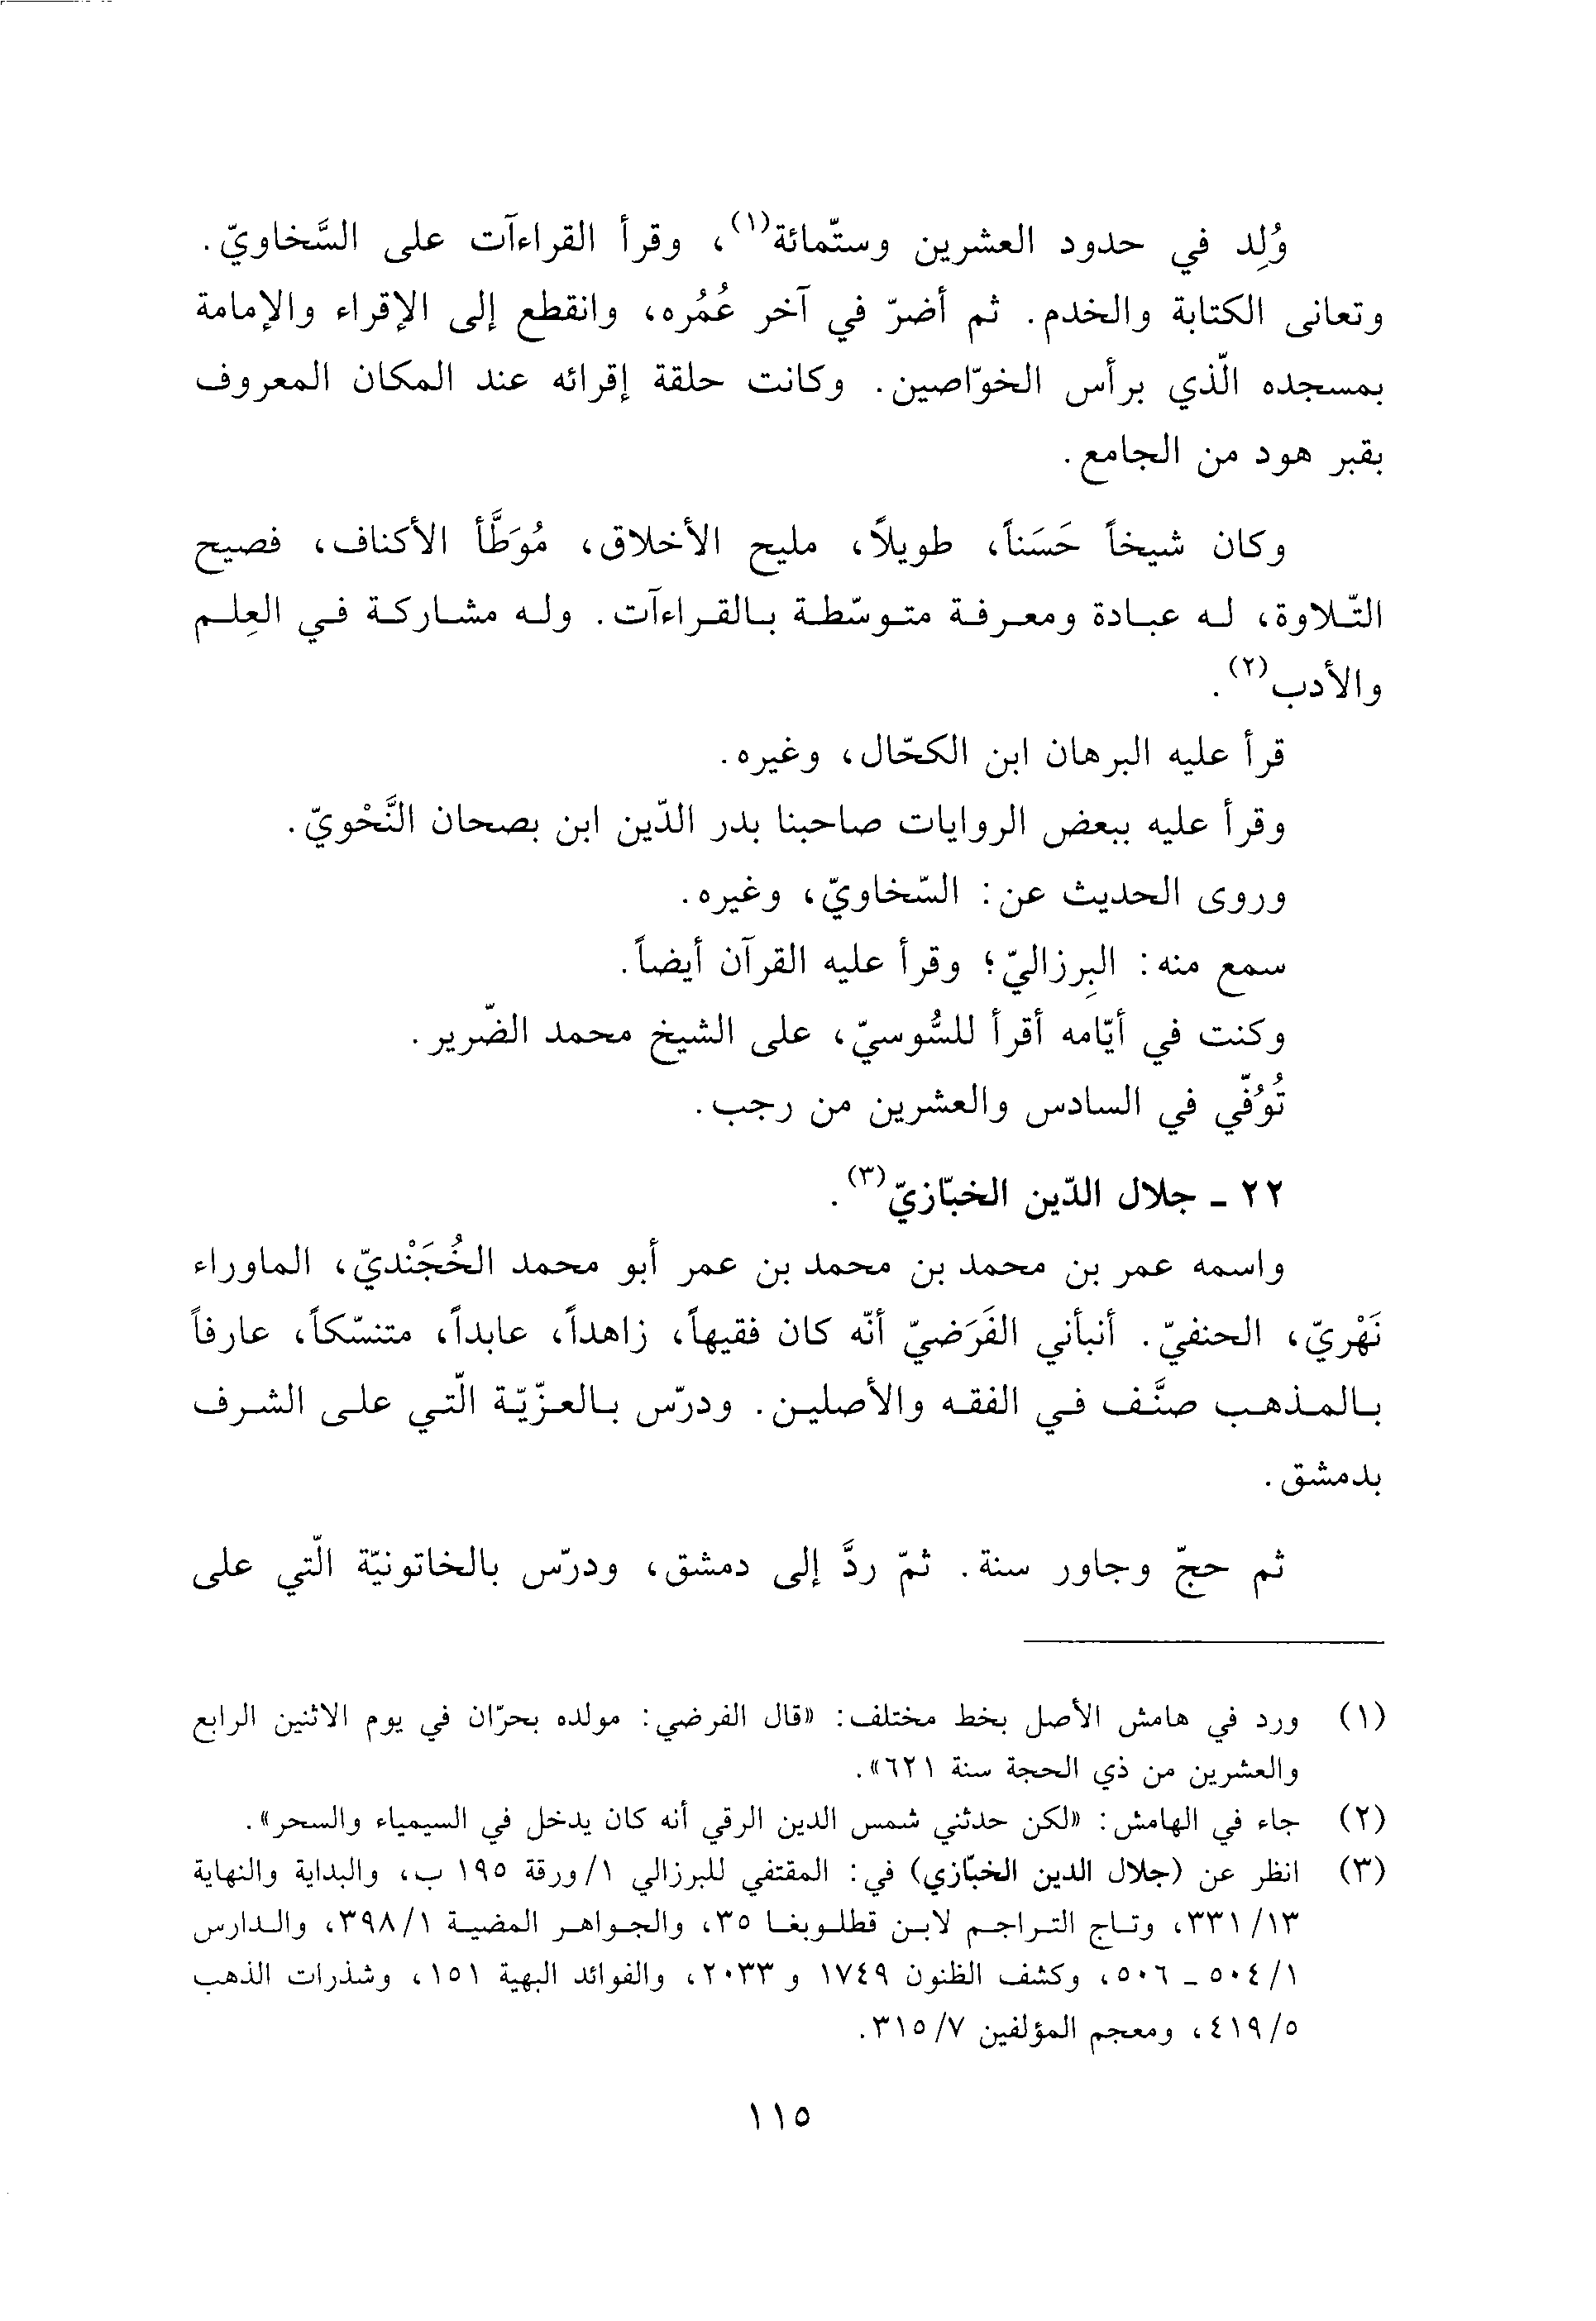 وُلِد في حدود العشرين وستّمائة(١)، وقرأ القراءآت على السَّخاويّ.
وتعانى الكتابة والخدم. ثم أضرّ في آخر عُمُره، وانقطع إلى الإقراء والإمامة
بمسجده الّذي برأس الخوّاصين. وكانت حلقة إقرائه عند المكان المعروف
بقبر هود من الجامع.
وكان شيخاً حَسَناً، طويلاً، مليح الأخلاق، مُوَطَّأ الأكناف، فصيح
التّلاوة، له عبادة ومعرفة متوسّطة بالقراءآت. وله مشاركة في العِلم
والأدب(٢).
قرأ عليه البرهان ابن الكحّال، وغيره.
وقرأ عليه ببعض الروايات صاحبنا بدر الدّين ابن بصحان النَّحْويّ.
وروى الحديث عن: السّخاويّ، وغيره.
سمع منه: البِرزاليّ؛ وقرأ عليه القرآن أيضاً.
وكنت في أيّامه أقرأ للسُّوسيّ، على الشيخ محمد الضّرير.
تُوُفّي في السادس والعشرين من رجب.
٢٢ - جلال الدّين الخبّازيّ(٣).
واسمه عمر بن محمد بن محمد بن عمر أبو محمد الخُجَنْديّ، الماوراء
نَهْريّ، الحنفيّ. أنبأني الفَرَضيّ أنّه كان فقيهاً، زاهداً، عابداً، متنسّكاً، عارفاً
بالمذهب صنَّف في الفقه والأصلين. ودرّس بالعزّيّة الّتي على الشرف
بدمشق.
ثم حجّ وجاور سنة. ثمّ ردَّ إلى دمشق، ودرّس بالخاتونيّة الّتي على
(١) ورد في هامش الأصل بخط مختلف: «قال الفرضي: مولده بحرّان في يوم الاثنين الرابع
والعشرين من ذي الحجة سنة ٦٢١».
(٢) جاء في الهامش: «لكن حدثني شمس الدين الرقي أنه كان يدخل في السيمياء والسحر».
(٣) انظر عن (جلال الدين الخبّازي) في: المقتفي للبرزالي ١/ورقة ١٩٥ ب، والبداية والنهاية
١٣/ ٣٣١، وتاج التراجم لابن قطلوبغا ٣٥، والجواهر المضية ٣٩٨/١، والدارس
١/ ٥٠٤ - ٥٠٦، وكشف الظنون ١٧٤٩ و ٢٠٣٣، والفوائد البهية ١٥١، وشذرات الذهب
٥/ ٤١٩، ومعجم المؤلفين ٧/ ٣١٥.
١١٥